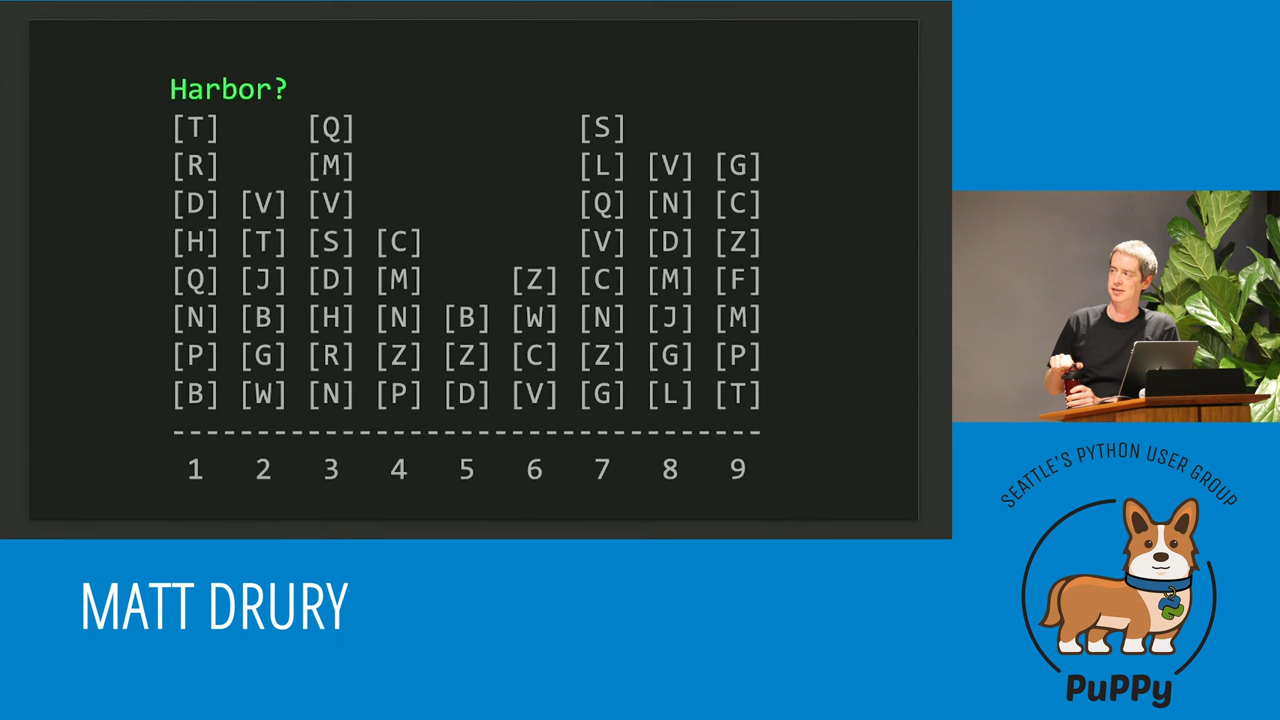 Harbor?
[T]     [Q]             [S]
[R]     [M]             [L] [V] [G]
[D] [V] [V]             [Q] [N] [C]
[H] [T] [S] [C]         [V] [D] [Z]
[Q] [J] [D] [M]     [Z] [C] [M] [F]
[N] [B] [H] [N] [B] [W] [N] [J] [M]
[P] [G] [R] [Z] [Z] [C] [Z] [G] [P]
[B] [W] [N] [P] [D] [V] [G] [L] [T]
-----------------------------------
1 2 3 4 5 6 7 8 9
MATT DRURY
SEATTLE'S PYTHON USER GROUP
PuPPy